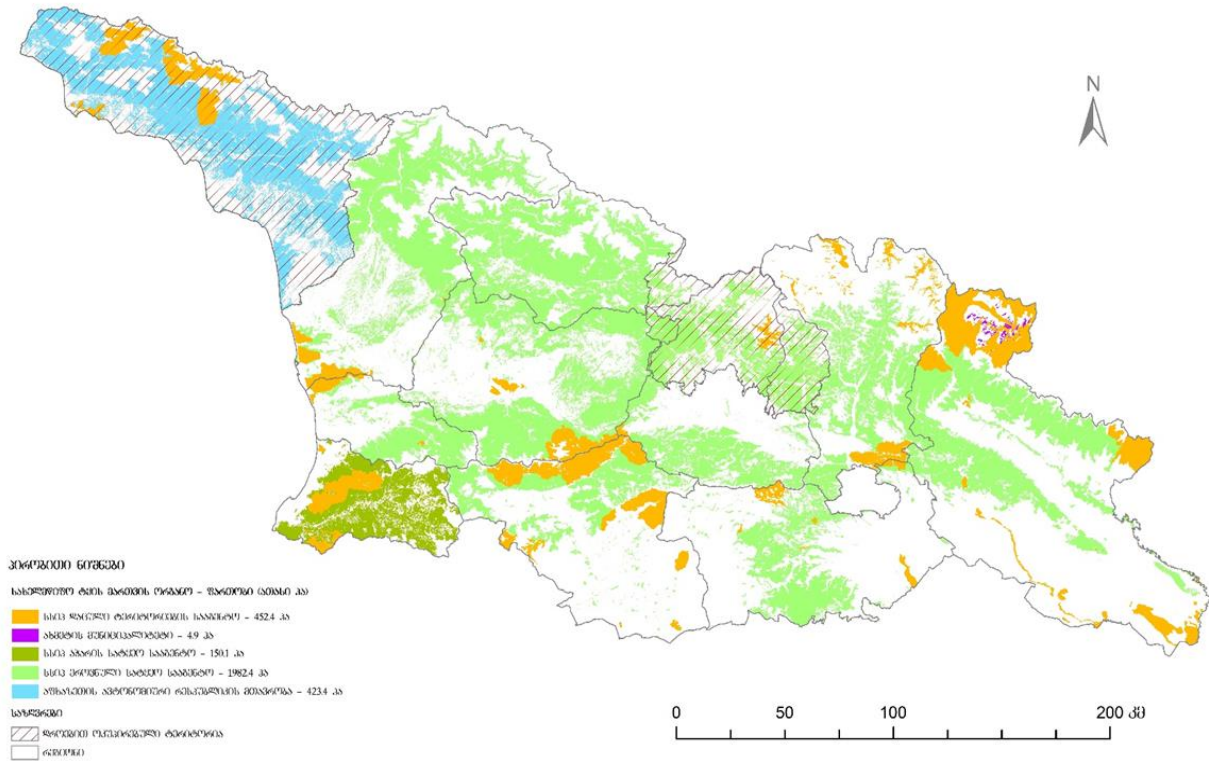 N
პირობითი ნიშნები
სახელმწიფო ტყის მართვის ორგანო - ფართობი (ათასი ჰა)
სსიპ დაცული ტერიტორიების სააგენტო - 452.4 ჰა
ახმეტის მუნიციპალიტეტი - 4.9 ჰა
სსიპ აჭარის სატყეო სააგენტო - 150.1 ჰა
სსიპ ეროვნული სატყეო სააგენტო - 1982.4 ჰა
აფხაზეთის ავტონომიური რესპუბლიკის მთავრობა - 423.4 ჰა
საზღვრები
დროებით ოკუპირებული ტერიტორია
რეგიონი
0 50 100 200 კმ